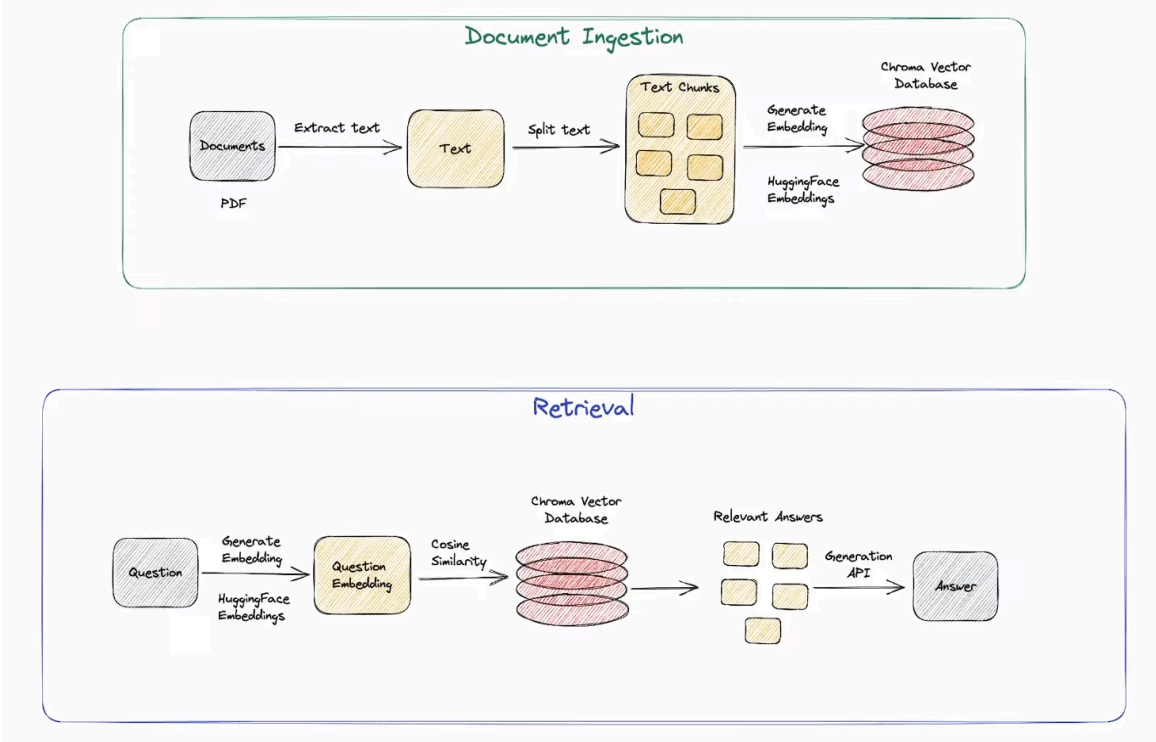 Document Ingestion
Chroma Vector
Database
Text Chunks
Generate
Embedding
Extract text
Split text
Documents
Text
HuggingFace
Embeddings
PDF
Retrieval
Chroma Vector
Database
Relevant Answers
Generate
Embedding
Cosine
Similarity
Generation
API
Question
Question
Embedding
Answer
HuggingFace
Embeddings